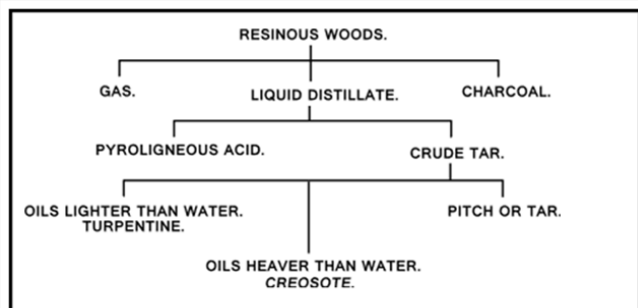 RESINOUS WOODS.
GAS.
LIQUID DISTILLATE.
CHARCOAL.
PYROLIGNEOUS ACID.
CRUDE TAR.
OILS LIGHTER THAN WATER.
TURPENTINE.
PITCH OR TAR.
OILS HEAVER THAN WATER.
CREOSOTE.